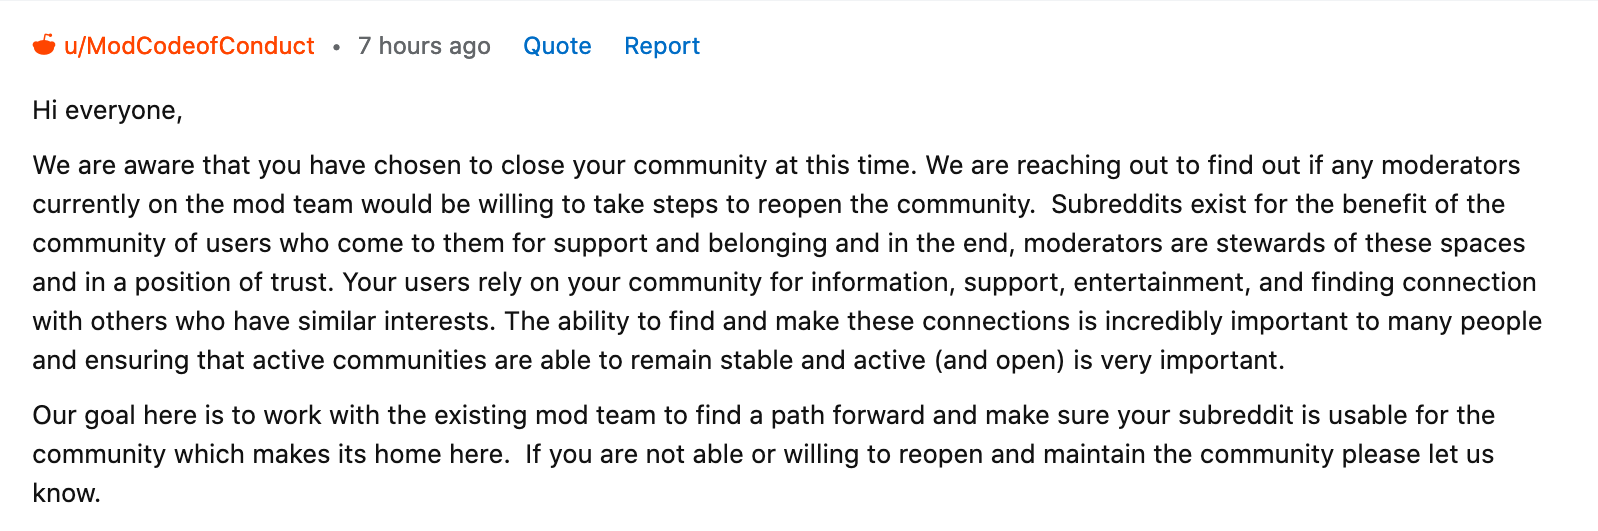 u/ModCodeofConduct • 7 hours ago Quote Report
Hi everyone,
We are aware that you have chosen to close your community at this time. We are reaching out to find out if any moderators
currently on the mod team would be willing to take steps to reopen the community.  Subreddits exist for the benefit of the
community of users who come to them for support and belonging and in the end, moderators are stewards of these spaces
and in a position of trust. Your users rely on your community for information, support, entertainment, and finding connection
with others who have similar interests. The ability to find and make these connections is incredibly important to many people
and ensuring that active communities are able to remain stable and active (and open) is very important.
Our goal here is to work with the existing mod team to find a path forward and make sure your subreddit is usable for the
community which makes its home here.  If you are not able or willing to reopen and maintain the community please let us
know.